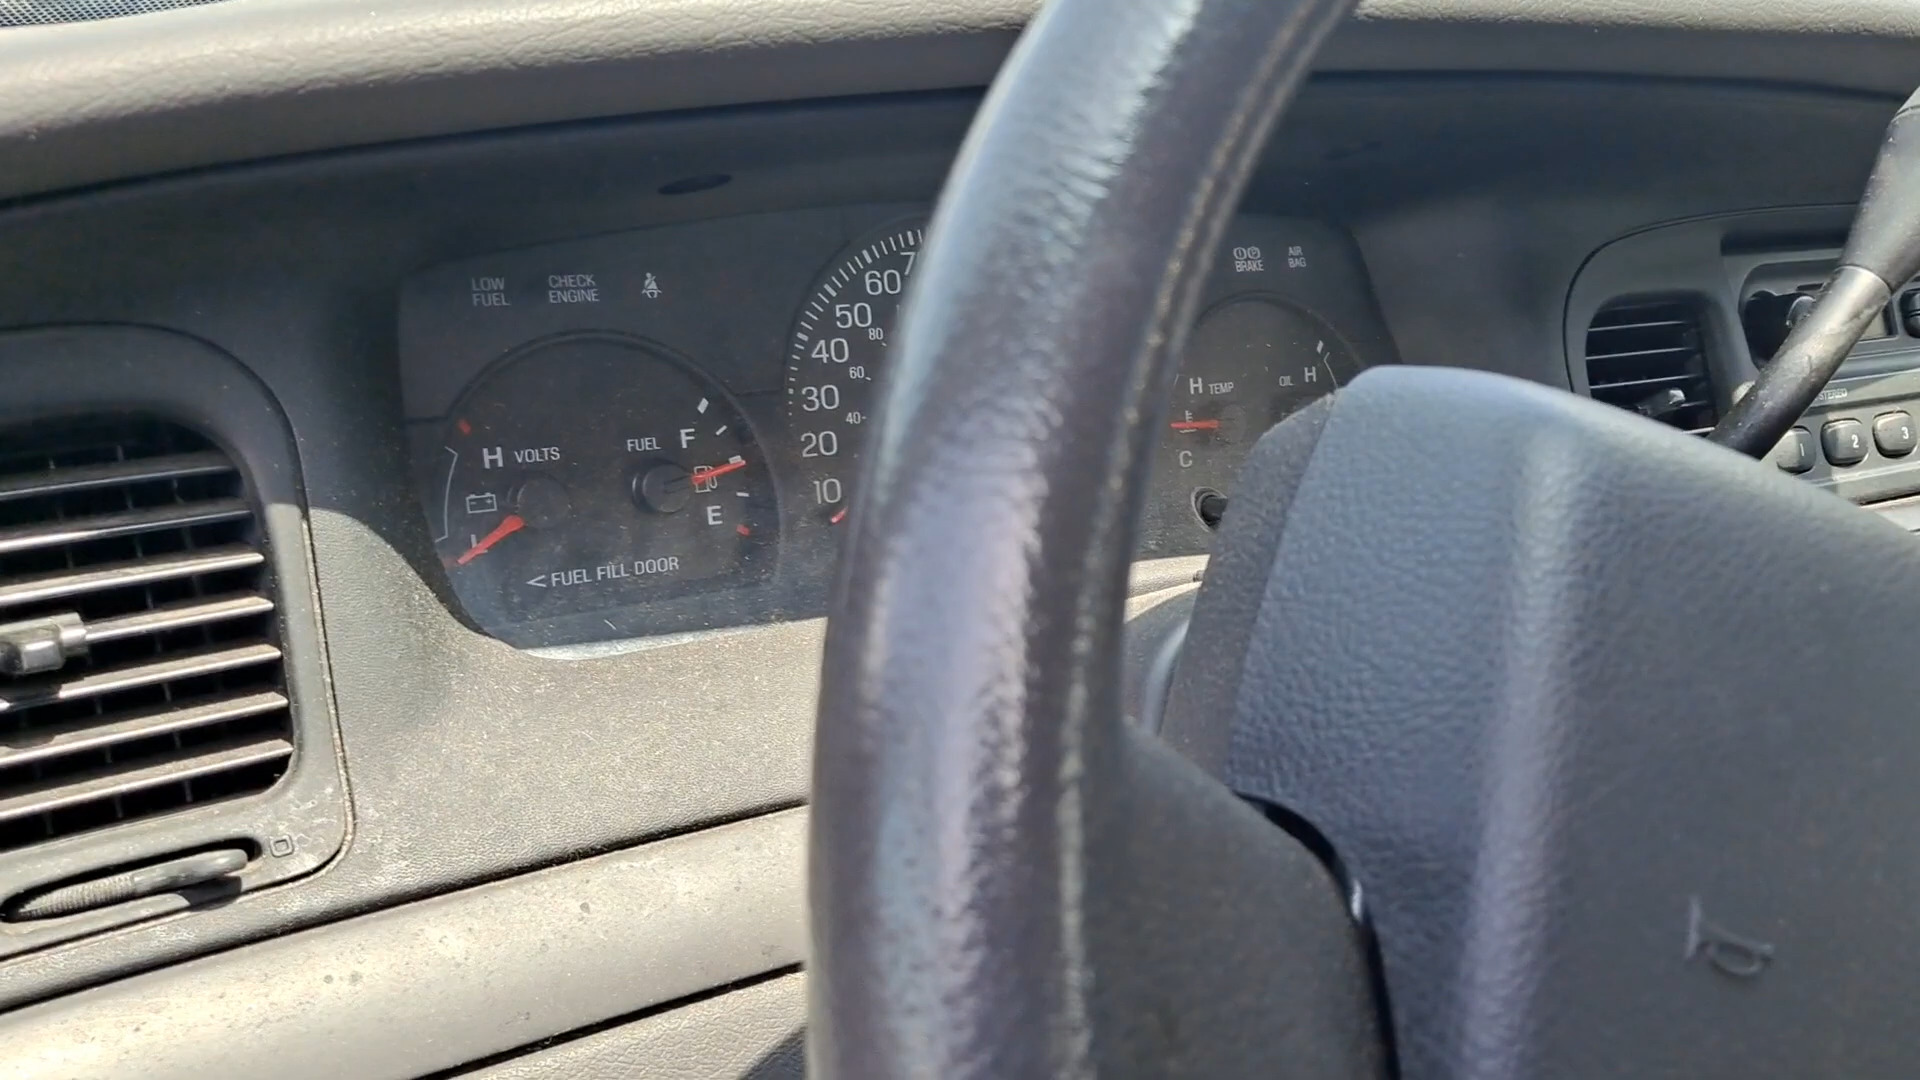 LOW
FUEL
CHECK
ENGINE
BRAKE
AIR
BAG
60
50
80
40
60
30
40
20
10
H VOLTS
L
FUEL F
E
< FUEL FILL DOOR
H TEMP
C
OIL H
1
2
3